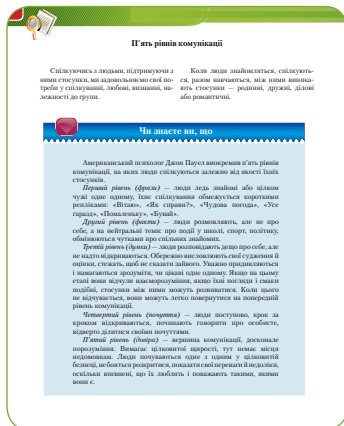 П'ять рівнів комунікації
Спілкуючись з людьми, підтримуючи з
ними стосунки, ми задовольняємо свої по-
треби у спілкуванні, любові, визнанні, на-
лежності до групи.
Коли люди знайомляться, спілкують-
ся, разом навчаються, між ними виника-
ють стосунки — родинні, дружні, ділові
або романтичні.
Чи знаєте ви, що
Американський психолог Джон Пауел виокремив п'ять рівнів
комунікації, на яких люди спілкуються залежно від якості їхніх
стосунків.
Перший рівень (фрази) — люди ледь знайомі або цілком
чужі одне одному, їхнє спілкування обмежується короткими
репліками: «Вітаю», «Як справи?», «Чудова погода», «Усе
гаразд», «Помаленьку», «Бувай».
Другий рівень (факти) — люди розмовляють, але не про
себе, а на нейтральні теми: про події у школі, спорт, політику,
обмінюються чутками про спільних знайомих.
Третій рівень (думки) — люди розповідають дещо про себе, але
не надто відкриваються. Обережно висловлюють свої судження й
оцінки, стежать, щоб не сказати зайвого. Уважно придивляються
і намагаються зрозуміти, чи цікаві одне одному. Якщо на цьому
етапі вони відчули взаєморозуміння, якщо їхні погляди і смаки
подібні, стосунки між ними можуть розвиватися. Коли цього
не відчувається, вони можуть легко повернутися на попередній
рівень комунікації.
Четвертий рівень (почуття) — люди поступово, крок за
кроком відкриваються, починають говорити про особисте,
відверто ділитися своїми почуттями.
П'ятий рівень (довіра) — вершина комунікації, досконале
порозуміння. Вимагає цілковитої щирості, тут немає місця
недомовкам. Люди почуваються одне з одним у цілковитій
безпеці, не бояться розкритися, показати свої переваги й недоліки,
оскільки впевнені, що їх люблять і поважають такими, якими
вони є.